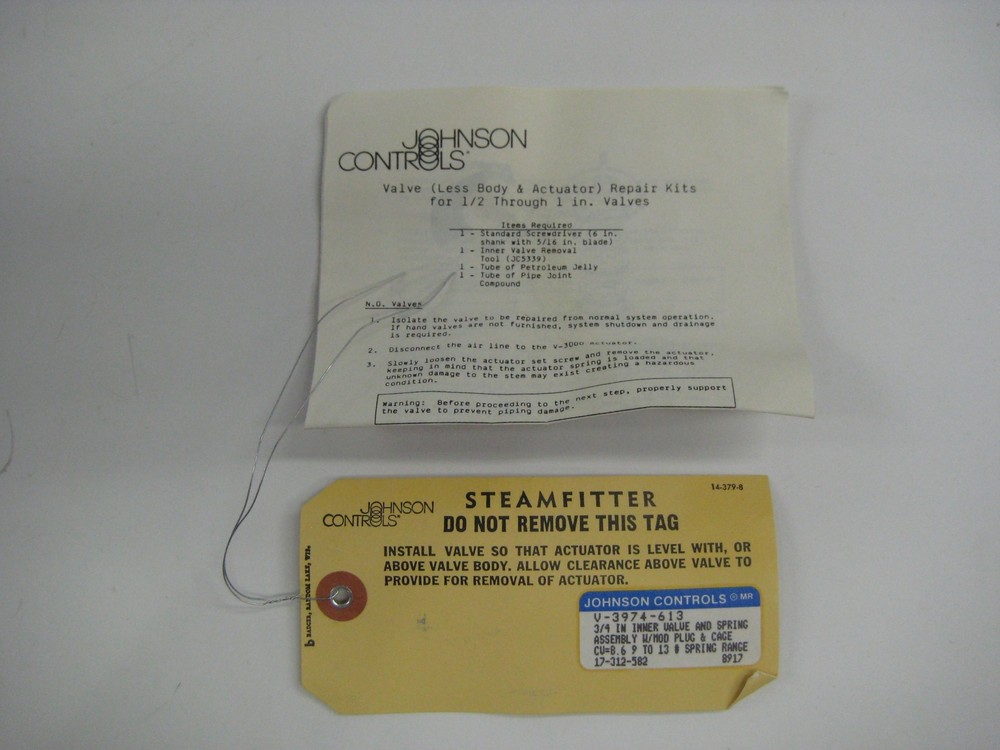 JOHNSON
CONTROLS®
Valve (Less Body & Actuator) Repair Kits
for 1/2 Through 1 in. Valves
Items Required
1 - Standard Screwdriver (6 in.
shank with 5/16 in. blade)
1 - Inner Valve Removal
Tool (JC5339)
1 - Tube of Petroleum Jelly
1 - Tube of Pipe Joint
Compound
N.O. Valves
1. Isolate the valve to be repaired from normal system operation.
If hand valves are not furnished, system shutdown and drainage
is required.
2. Disconnect the air line to the V-3000 actuator.
3. Slowly loosen the actuator set screw and remove the actuator,
keeping in mind that the actuator spring is loaded and that
unknown damage to the stem may exist creating a hazardous
condition.
Warning: Before proceeding to the next step, properly support
the valve to prevent piping damage.
14-379-8
JOHNSON
CONTROLS®
STEAMFITTER
DO NOT REMOVE THIS TAG
INSTALL VALVE SO THAT ACTUATOR IS LEVEL WITH, OR
ABOVE VALVE BODY. ALLOW CLEARANCE ABOVE VALVE TO
PROVIDE FOR REMOVAL OF ACTUATOR.
BADGER, RANDOM LAKE, WIS.
JOHNSON CONTROLS ® MR
V-3974-613
3/4 IN INNER VALVE AND SPRING
ASSEMBLY W/MOD PLUG & CAGE
CV=8.6 9 TO 13 # SPRING RANGE
17-312-582 8917